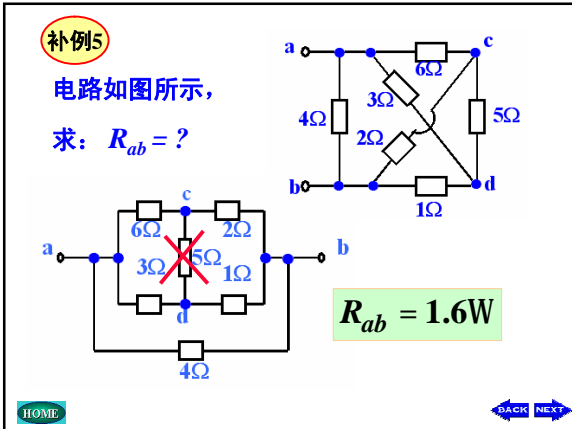 补例5
电路如图所示，
求： Rab = ?
a
c
6Ω
3Ω
4Ω
5Ω
2Ω
b
d
1Ω
c
6Ω
2Ω
a
b
3Ω
5Ω
1Ω
d
4Ω
Rab = 1.6W
HOME
BACK NEXT